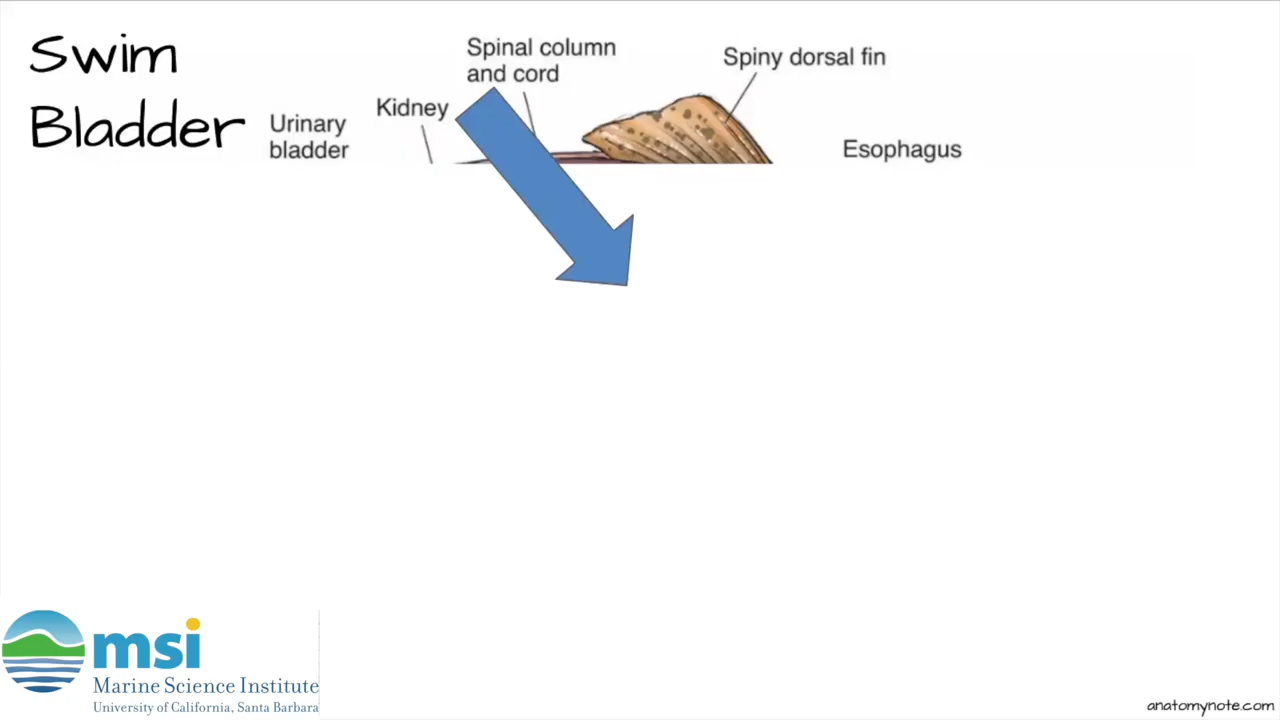 Swim
Bladder
Urinary
bladder
Kidney
Spinal column
and cord
Spiny dorsal fin
Esophagus
msi
Marine Science Institute
University of California, Santa Barbara
anatomynote.com